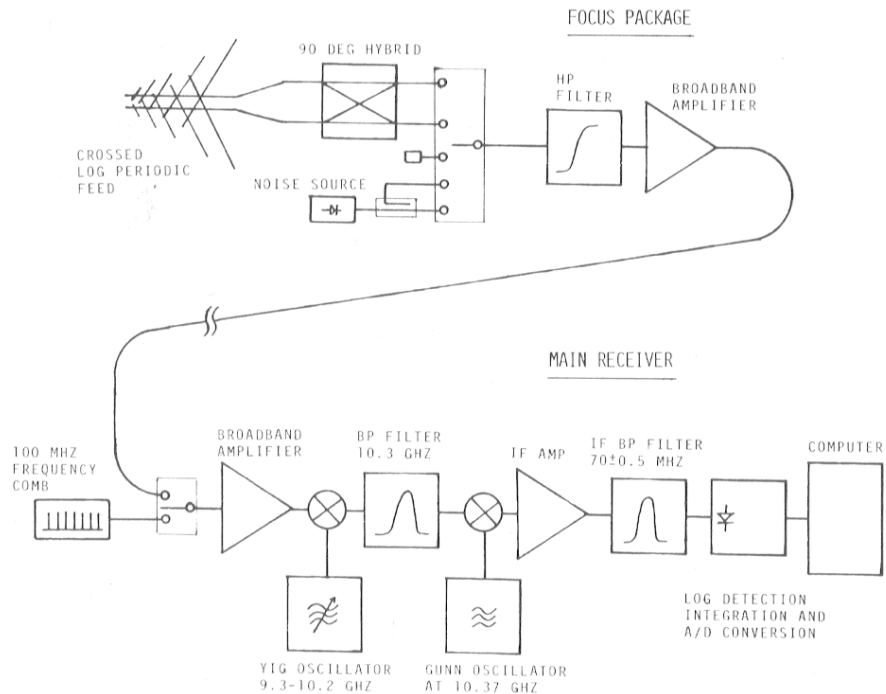 FOCUS PACKAGE
90 DEG HYBRID
HP
FILTER
BROADBAND
AMPLIFIER
CROSSED
LOG PERIODIC
FEED
NOISE SOURCE
MAIN RECEIVER
100 MHZ
FREQUENCY
COMB
BROADBAND
AMPLIFIER
BP FILTER
10.3 GHZ
IF AMP
IF BP FILTER
70±0.5 MHZ
COMPUTER
YIG OSCILLATOR
9.3-10.2 GHZ
GUNN OSCILLATOR
AT 10.37 GHZ
LOG DETECTION
INTEGRATION AND
A/D CONVERSION